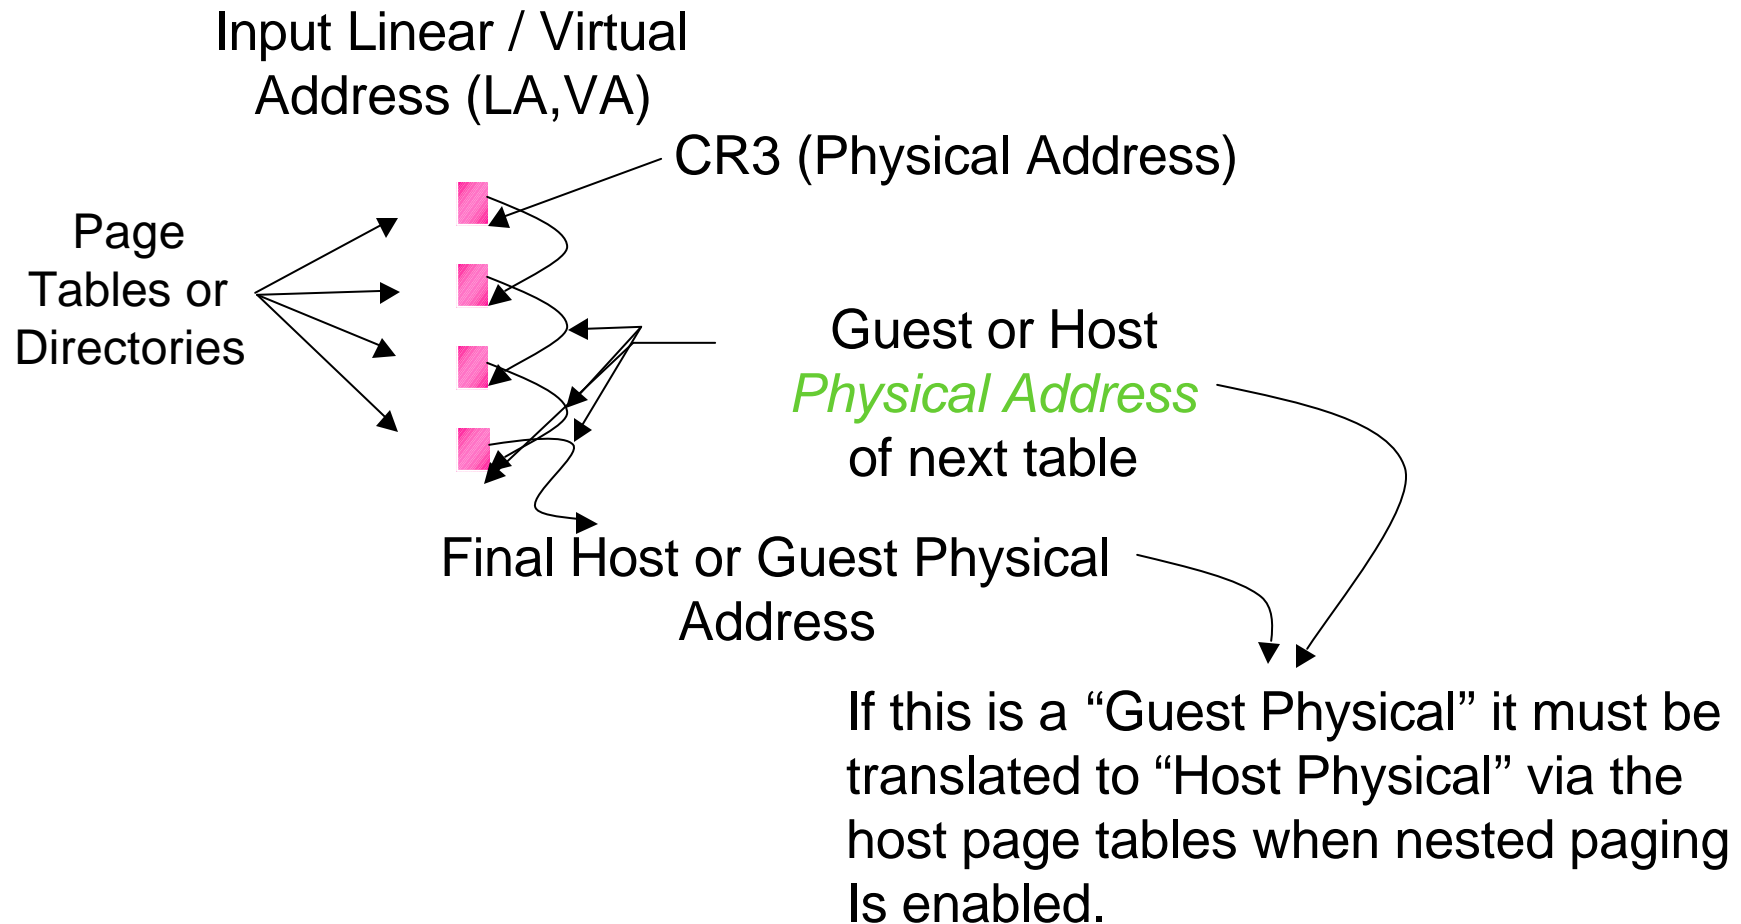 Input Linear / Virtual
Address (LA,VA)
CR3 (Physical Address)
Page
Tables or
Directories
Guest or Host
Physical Address
of next table
Final Host or Guest Physical
Address
If this is a “Guest Physical” it must be
translated to “Host Physical” via the
host page tables when nested paging
Is enabled.